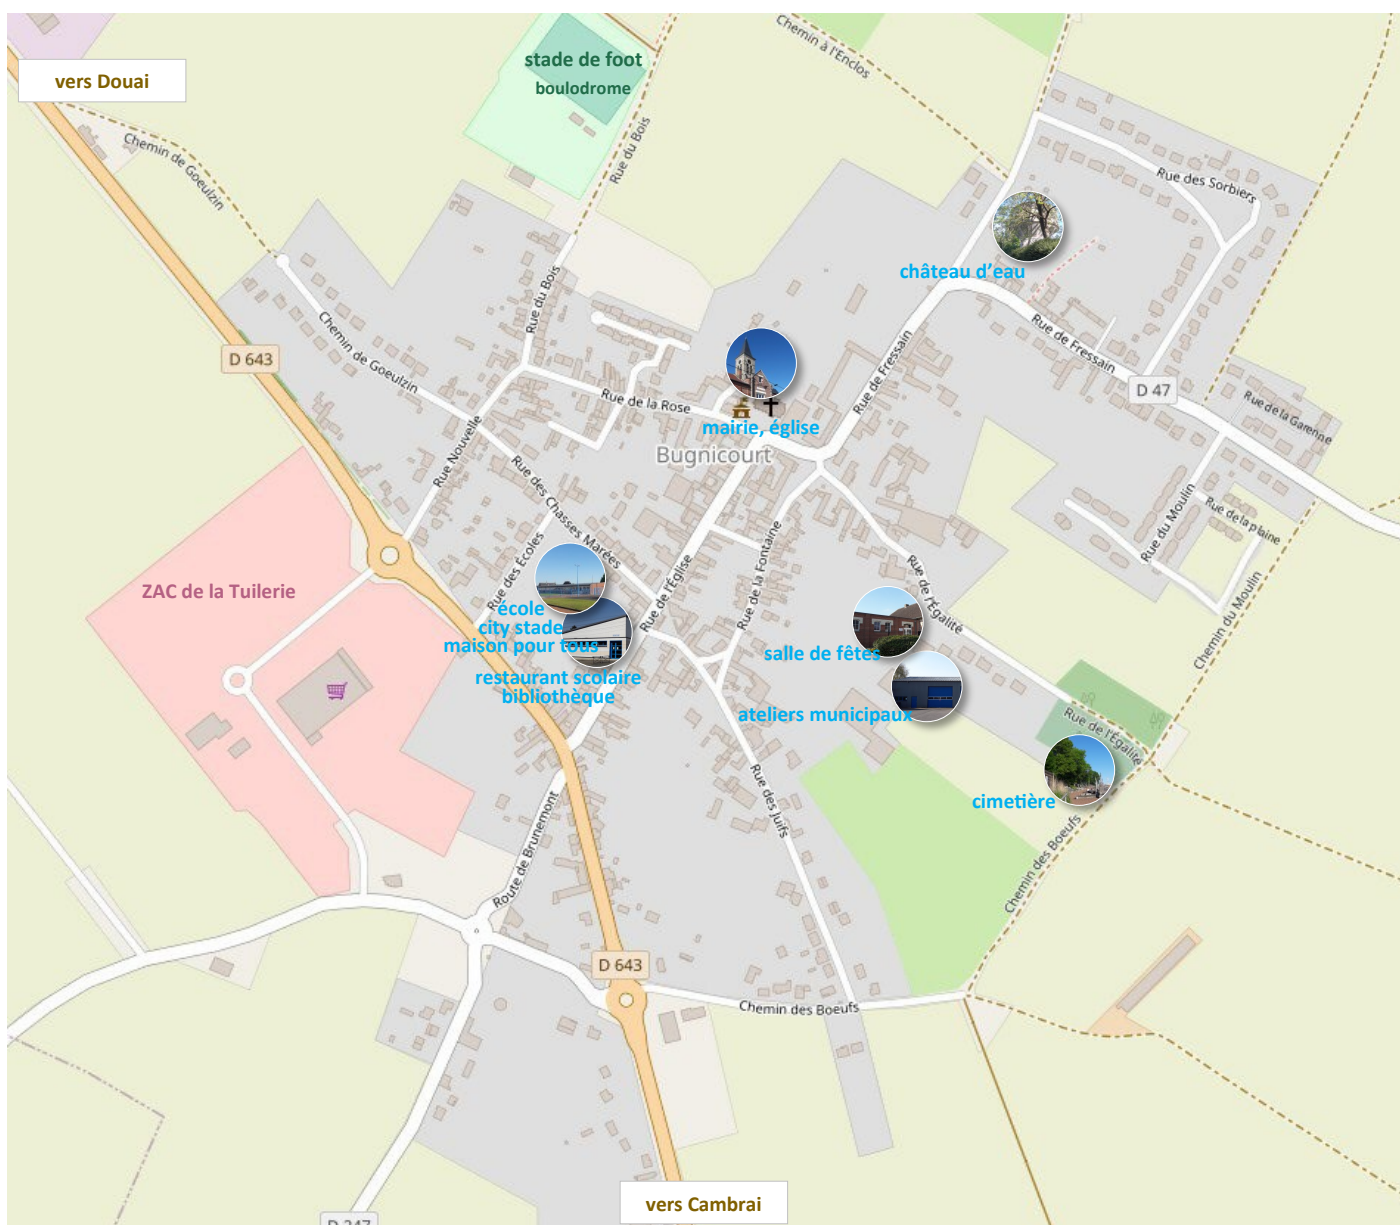 stade de foot
boulodrome
vers Douai
Chemin à l'Enclos
Chemin de Goeulzin
Rue du Bois
Rue des Sorbiers
château d'eau
Rue du Bois
Rue de Fressain
Chemin de Goeulzin
D 643
Rue de Fressain
D 47
Rue de la Rose
Rue de la Garenne
mairie, église
Bugnicourt
Rue Nouvelle
Rue des Chasses Marées
Rue du Moulin
Rue de la plaine
Rue des Écoles
Rue de la Fontaine
Rue de l'Église
Rue de l'Égalité
Chemin du Moulin
ZAC de la Tuilerie
école
city stade
maison pour tous
restaurant scolaire
bibliothèque
salle de fêtes
ateliers municipaux
Rue de l'Égalité
cimetière
Rue des Juifs
Route de Brunemont
Chemin des Boeufs
D 643
Chemin des Boeufs
vers Cambrai
D 247